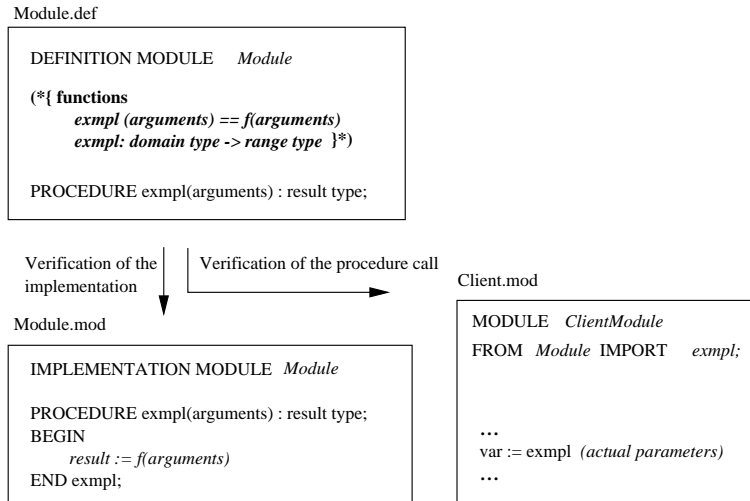 Module.def
DEFINITION MODULE Module
(*{ functions
exmpl (arguments) == f(arguments)
exmpl: domain type -> range type }*)
PROCEDURE exmpl(arguments) : result type;
Verification of the
implementation
Verification of the procedure call
Module.mod
IMPLEMENTATION MODULE Module
PROCEDURE exmpl(arguments) : result type;
BEGIN
result := f(arguments)
END exmpl;
Client.mod
MODULE ClientModule
FROM Module IMPORT exmpl;
...
var := exmpl (actual parameters)
...